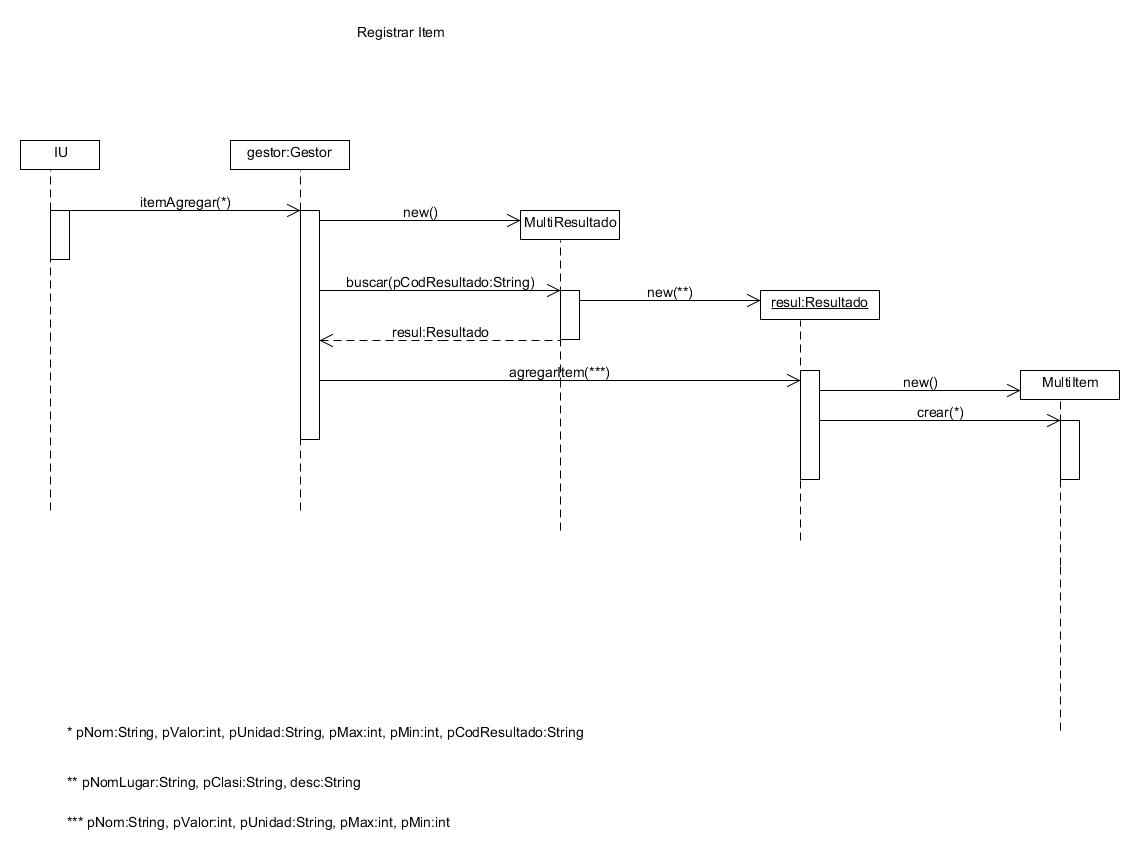 Registrar Item
IU
gestor:Gestor
itemAgregar(*)
new()
MultiResultado
buscar(pCodResultado:String)
new(**)
resul:Resultado
resul:Resultado
agregarItem(***)
new()
MultiItem
crear(*)
* pNom:String, pValor:int, pUnidad:String, pMax:int, pMin:int, pCodResultado:String
** pNomLugar:String, pClasi:String, desc:String
*** pNom:String, pValor:int, pUnidad:String, pMax:int, pMin:int